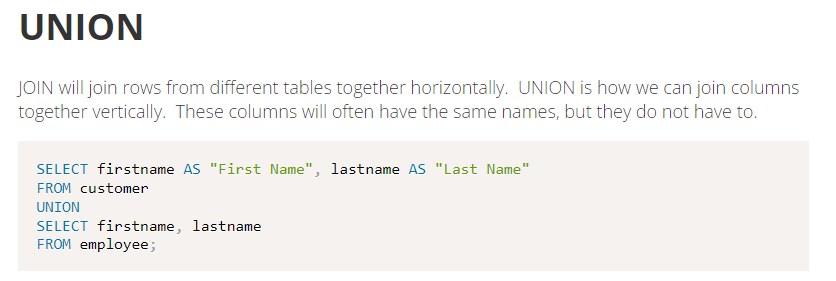 UNION
JOIN will join rows from different tables together horizontally.  UNION is how we can join columns
together vertically.  These columns will often have the same names, but they do not have to.
SELECT firstname AS "First Name", lastname AS "Last Name"
FROM customer
UNION
SELECT firstname, lastname
FROM employee;